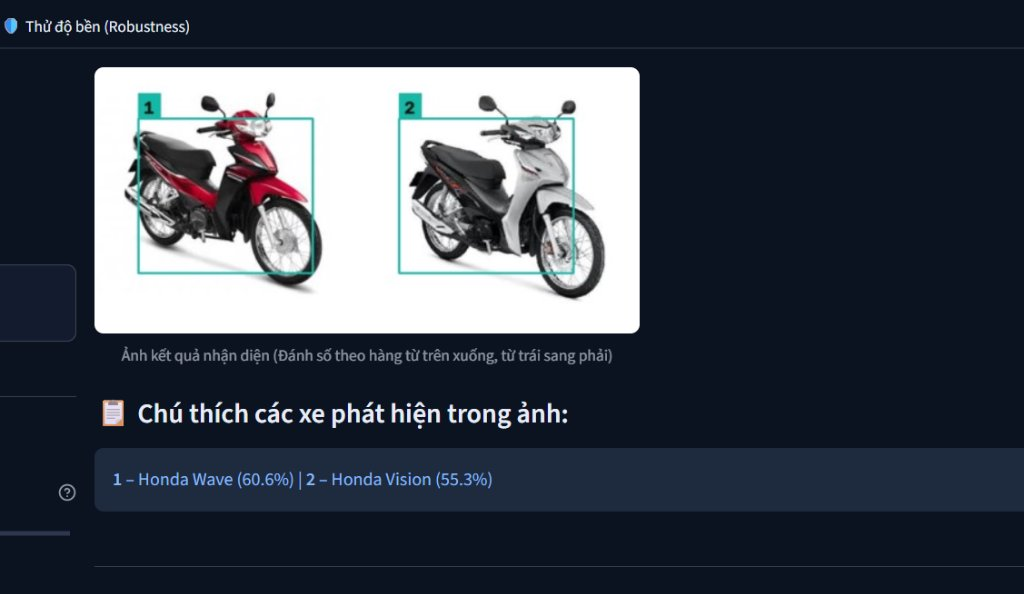 Thử độ bền (Robustness)
1
2
Ảnh kết quả nhận diện (Đánh số theo hàng từ trên xuống, từ trái sang phải)
Chú thích các xe phát hiện trong ảnh:
1 – Honda Wave (60.6%) | 2 – Honda Vision (55.3%)